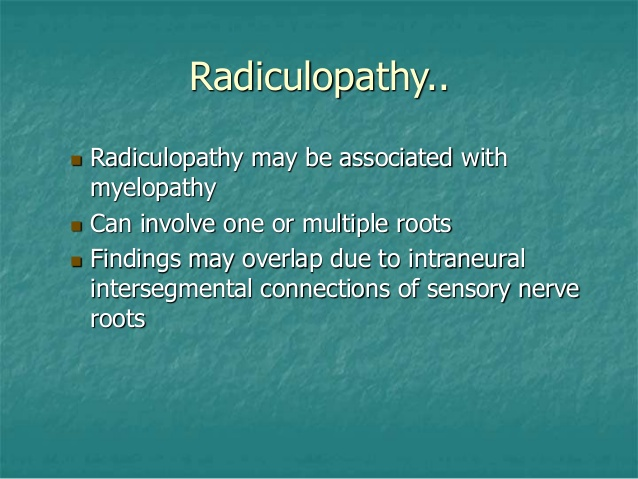 Radiculopathy..
Radiculopathy may be associated with
myelopathy
Can involve one or multiple roots
Findings may overlap due to intraneural
intersegmental connections of sensory nerve
roots